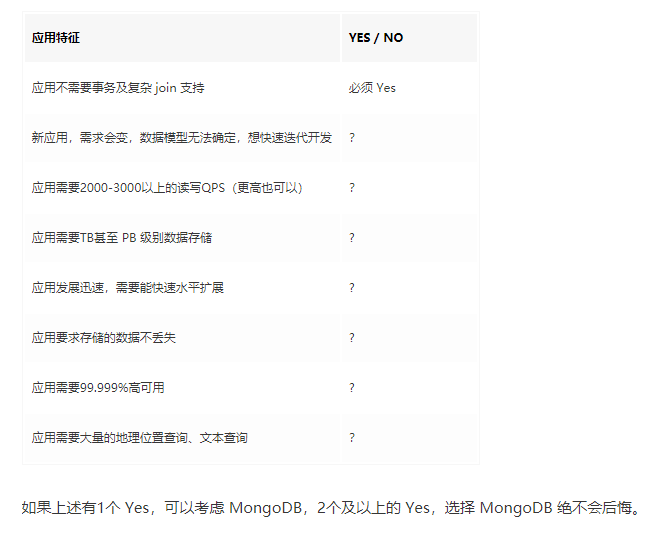 应用特征 YES / NO
应用不需要事务及复杂 join 支持 必须 Yes
新应用，需求会变，数据模型无法确定，想快速迭代开发 ?
应用需要2000-3000以上的读写QPS（更高也可以） ?
应用需要TB甚至 PB 级别数据存储 ?
应用发展迅速，需要能快速水平扩展 ?
应用要求存储的数据不丢失 ?
应用需要99.999%高可用 ?
应用需要大量的地理位置查询、文本查询 ?
如果上述有1个 Yes，可以考虑 MongoDB，2个及以上的 Yes，选择 MongoDB 绝不会后悔。